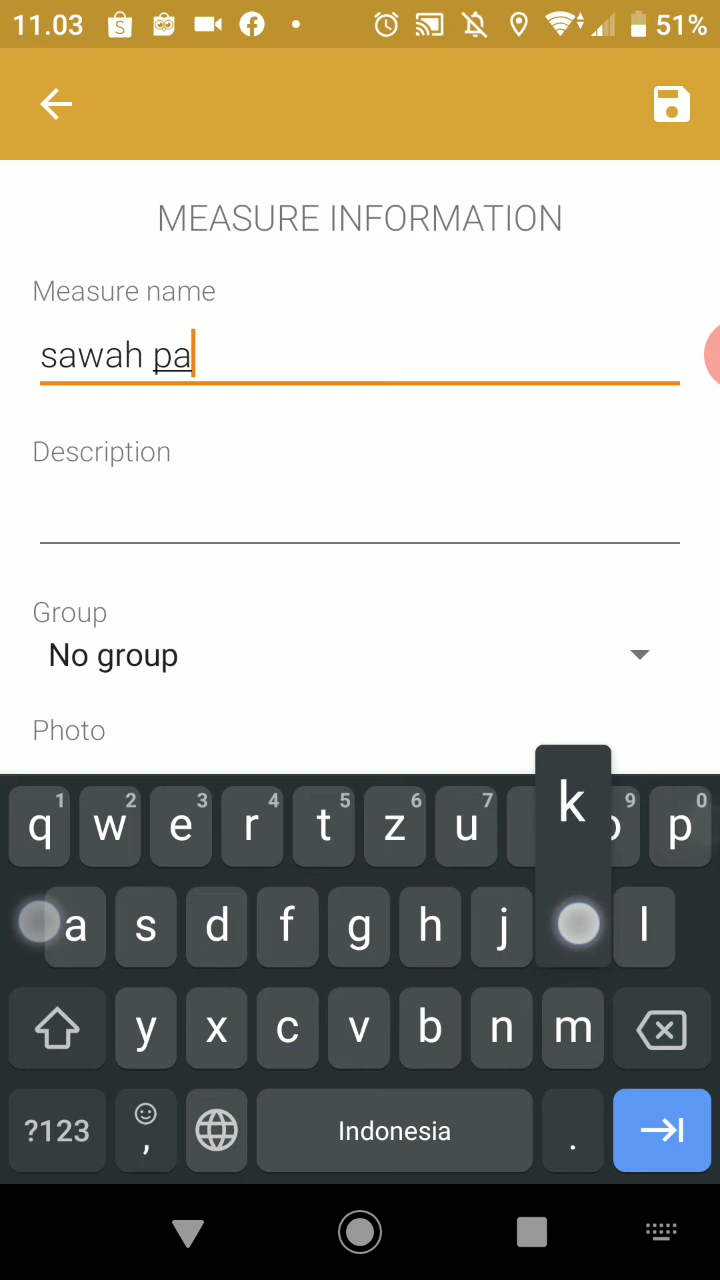 11.03 51%
MEASURE INFORMATION
Measure name
sawah pa
Description
Group
No group
Photo
k
q 1 w 2 e 3 r 4 t 5 z 6 u 7 9 p 0
a s d f g h j l
y x c v b n m
?123 , Indonesia .